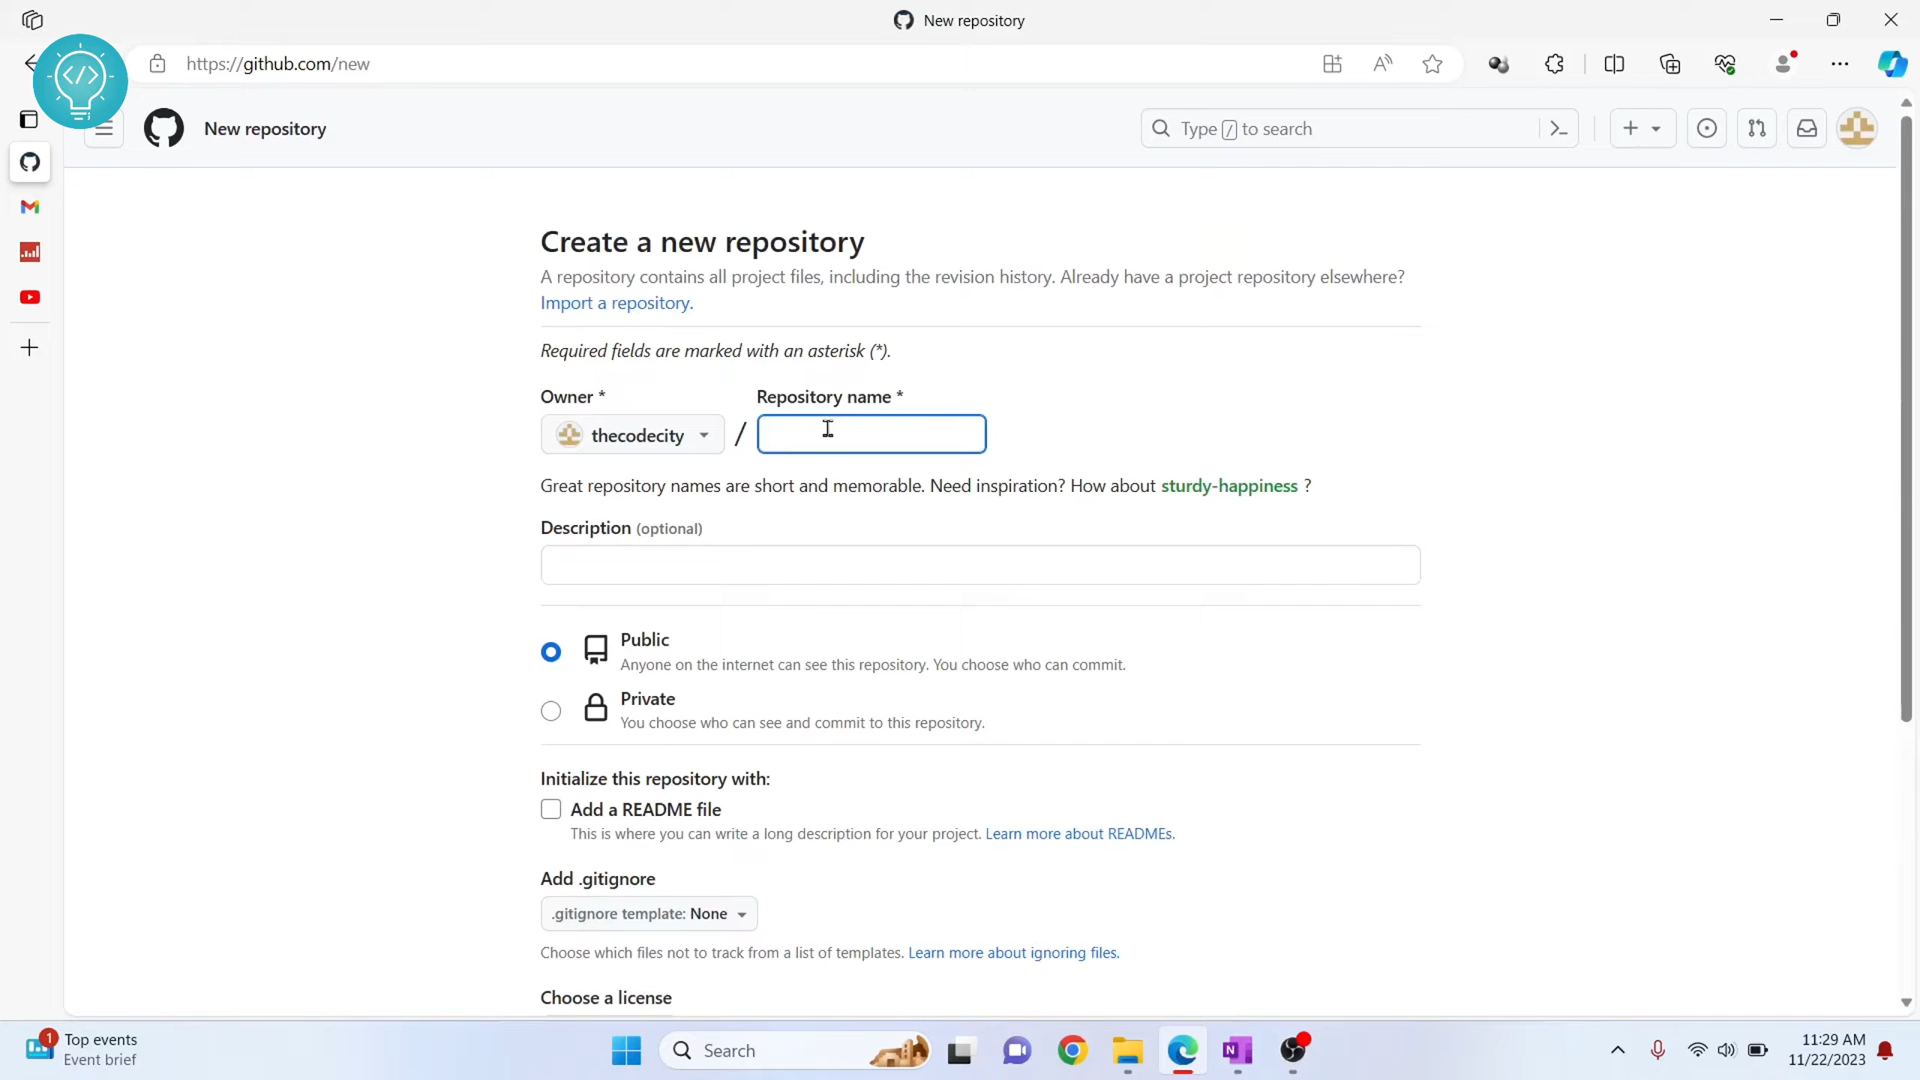 New repository
https://github.com/new
New repository
Type / to search
Create a new repository
A repository contains all project files, including the revision history. Already have a project repository elsewhere?
Import a repository.
Required fields are marked with an asterisk (*).
Owner *
Repository name *
thecodecity
/
Great repository names are short and memorable. Need inspiration? How about sturdy-happiness ?
Description (optional)
Public
Anyone on the internet can see this repository. You choose who can commit.
Private
You choose who can see and commit to this repository.
Initialize this repository with:
Add a README file
This is where you can write a long description for your project. Learn more about READMEs.
Add .gitignore
.gitignore template: None
Choose which files not to track from a list of templates. Learn more about ignoring files.
Choose a license
1
Top events
Event brief
Search
11:29 AM
11/22/2023